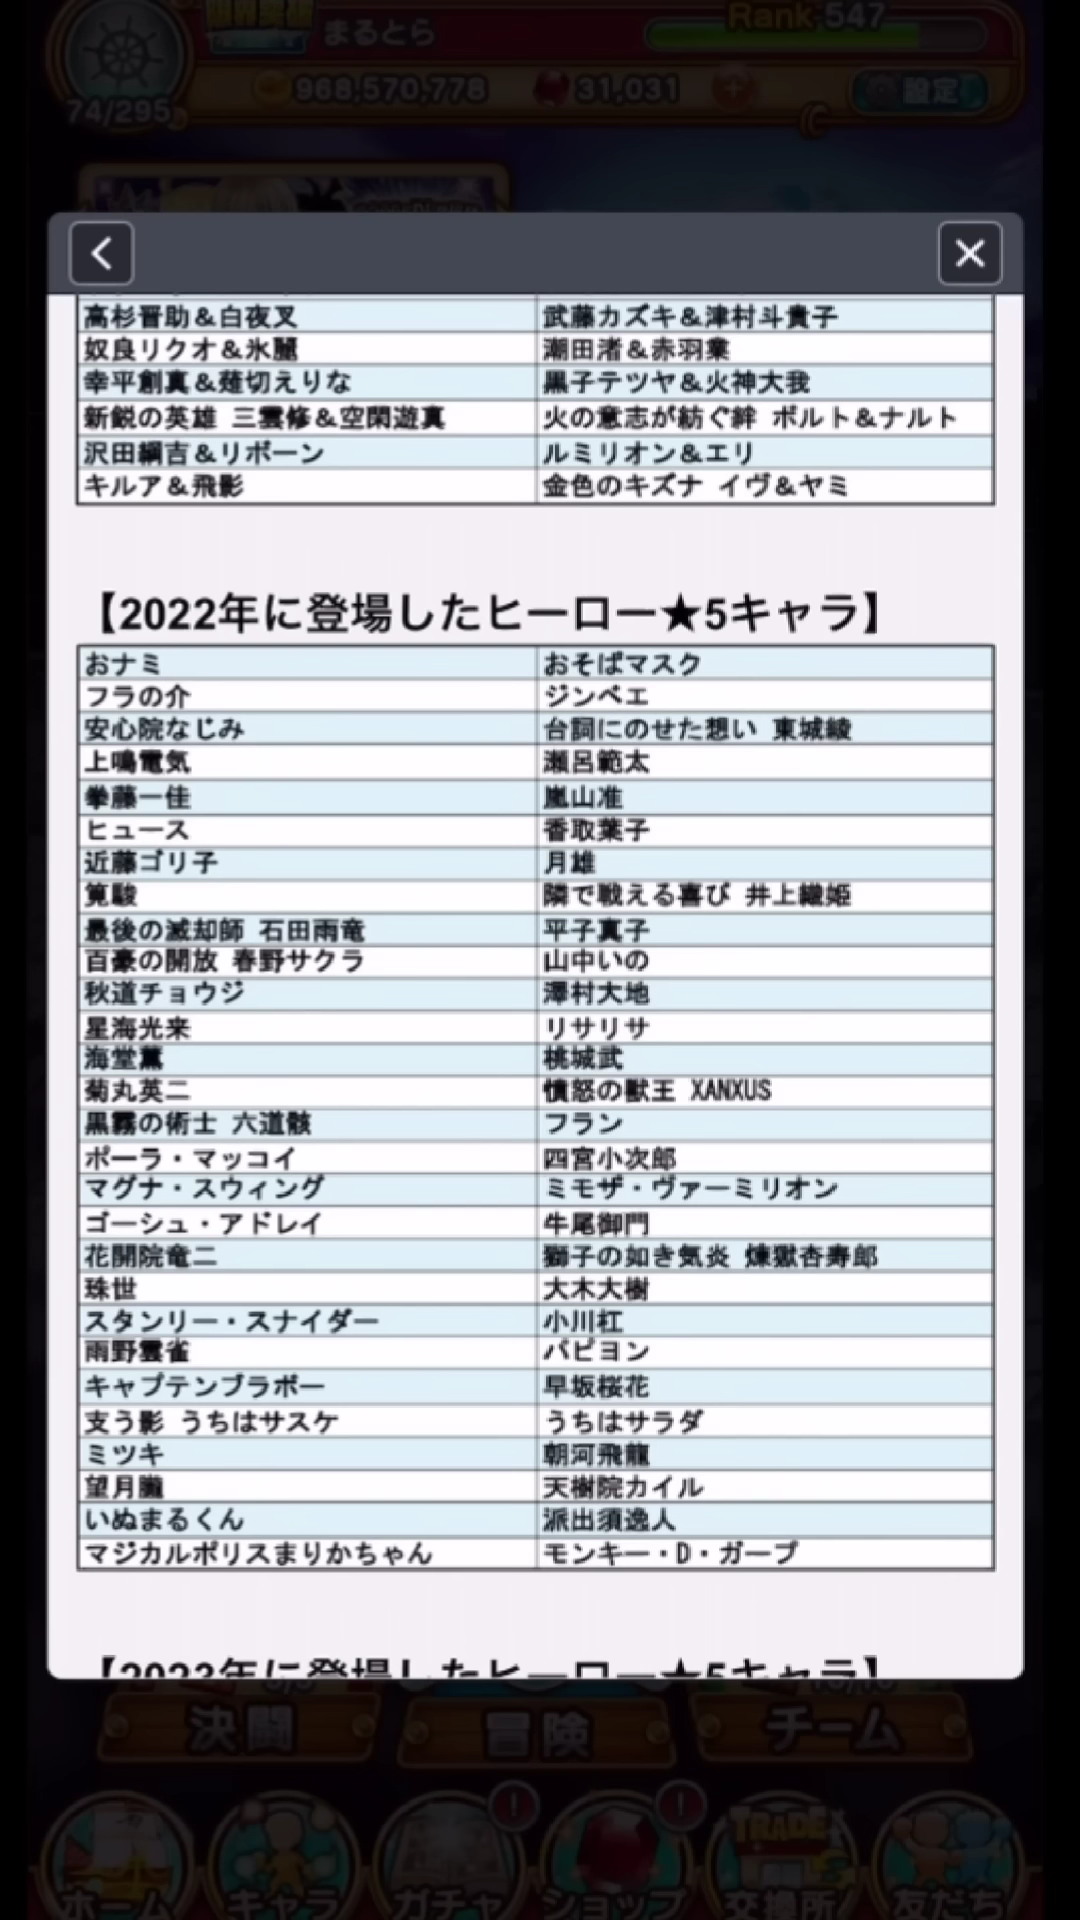 まるとら
Rank 547
74/295
968,570,778
31,031
設定
高杉晋助&白夜叉 武藤カズキ&津村斗貴子
奴良リクオ&氷麗 潮田渚&赤羽業
幸平創真&薙切えりな 黒子テツヤ&火神大我
新鋭の英雄 三雲修&空閑遊真 火の意志が紡ぐ絆 ボルト&ナルト
沢田綱吉&リボーン ルミリオン&エリ
キルア&飛影 金色のキズナ イヴ&ヤミ
【2022年に登場したヒーロー★5キャラ】
おナミ おそばマスク
フラの介 ジンベエ
安心院なじみ 台詞にのせた想い 東城綾
上鳴電気 瀬呂範太
拳藤一佳 嵐山准
ヒュース 香取葉子
近藤ゴリ子 月雄
筧駿 隣で戦える喜び 井上織姫
最後の滅却師 石田雨竜 平子真子
百豪の開放 春野サクラ 山中いの
秋道チョウジ 澤村大地
星海光来 リサリサ
海堂薫 桃城武
菊丸英二 憤怒の獣王 XANXUS
黒霧の術士 六道骸 フラン
ポーラ・マッコイ 四宮小次郎
マグナ・スウィング ミモザ・ヴァーミリオン
ゴーシュ・アドレイ 牛尾御門
花開院竜二 獅子の如き気炎 煉獄杏寿郎
珠世 大木大樹
スタンリー・スナイダー 小川杠
雨野雲雀 パピヨン
キャプテンブラボー 早坂桜花
支う影 うちはサスケ うちはサラダ
ミツキ 朝河飛龍
望月朧 天樹院カイル
いぬまるくん 派出須逸人
マジカルポリスまりかちゃん モンキー・D・ガープ
【2023年に登場したヒーロー★5キャラ】
決闘 冒険 チーム
TRADE
ホーム キャラ ガチャ ショップ 交換所 友だち